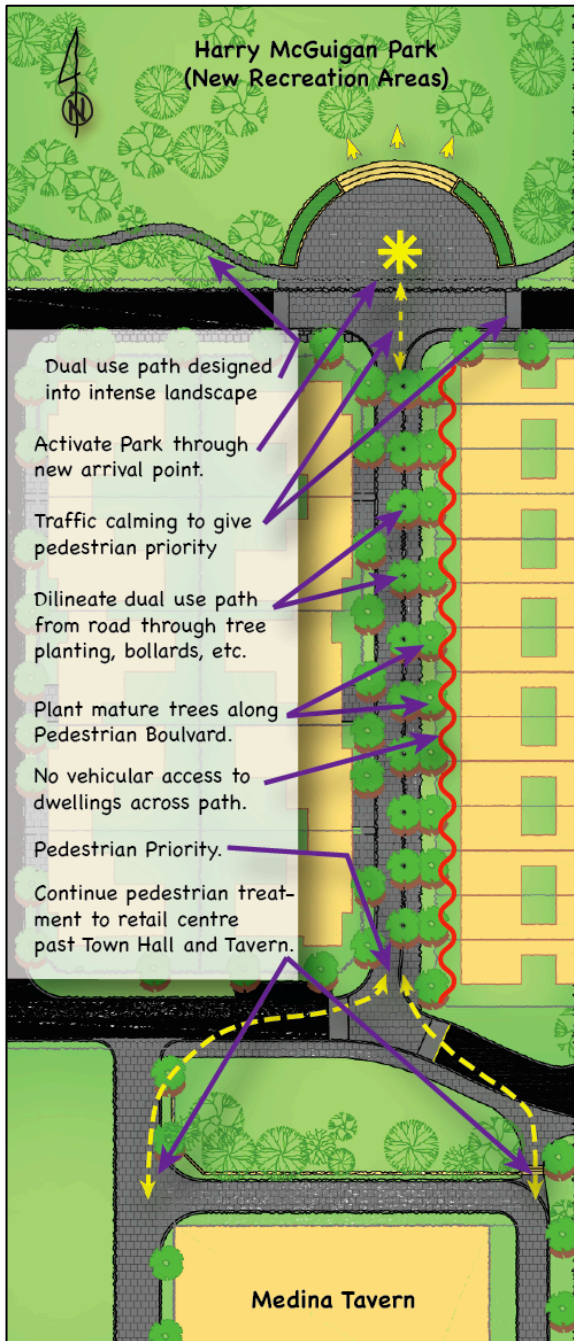 Harry McGuigan Park
(New Recreation Areas)
N
Dual use path designed
into intense landscape
Activate Park through
new arrival point.
Traffic calming to give
pedestrian priority
Dilineate dual use path
from road through tree
planting, bollards, etc.
Plant mature trees along
Pedestrian Boulvard.
No vehicular access to
dwellings across path.
Pedestrian Priority.
Continue pedestrian treat-
ment to retail centre
past Town Hall and Tavern.
Medina Tavern